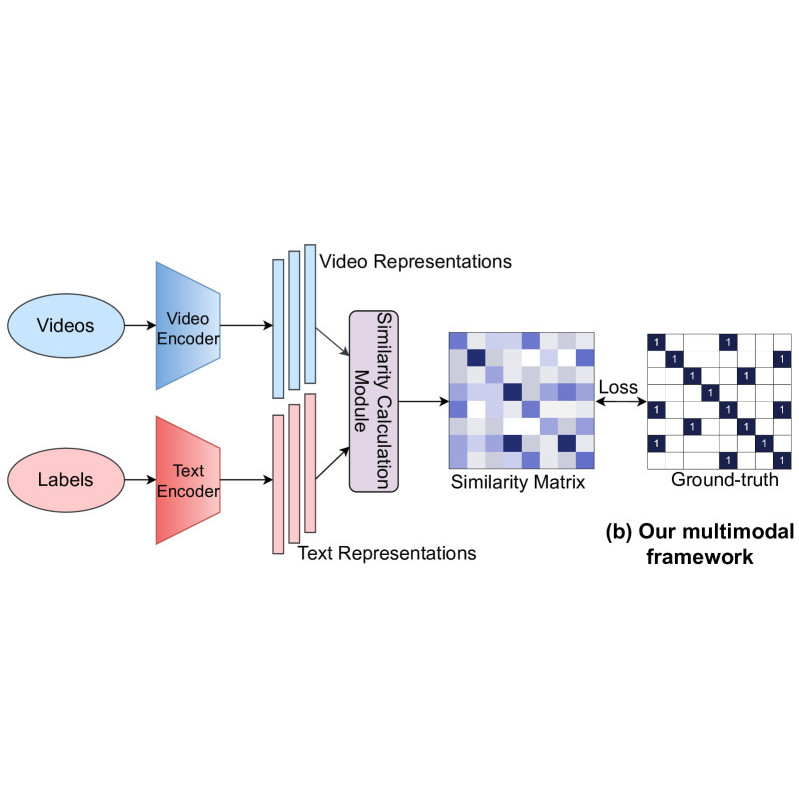 Video Representations
Videos
Video
Encoder
Similarity Calculation
Module
Loss
Labels
Text
Encoder
Text Representations
Similarity Matrix
1 1
1 1
1 1
1
1 1 1
1 1
1 1
1 1
Ground-truth
(b) Our multimodal
framework